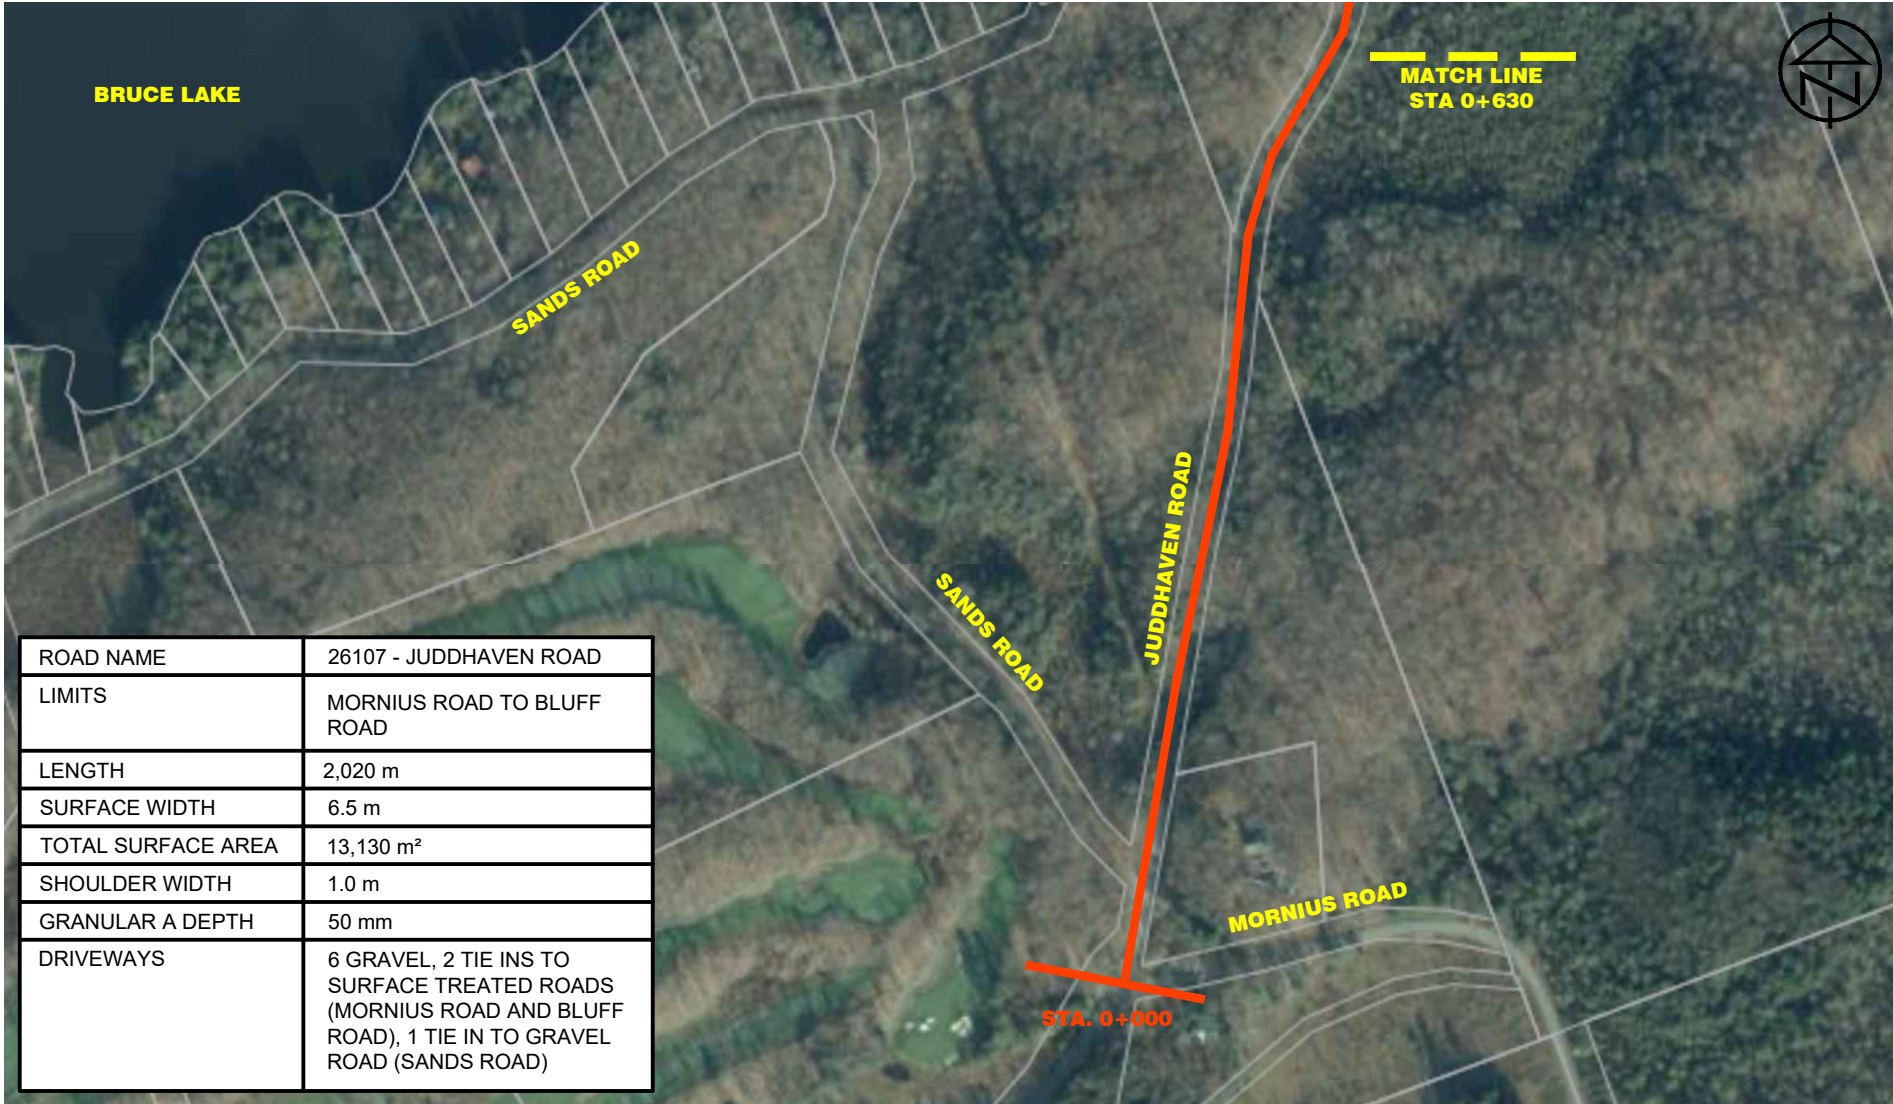 BRUCE LAKE
MATCH LINE
STA 0+630
N
SANDS ROAD
JUDDHAVEN ROAD
SANDS ROAD
MORNIUS ROAD
STA. 0+000
ROAD NAME 26107 - JUDDHAVEN ROAD
LIMITS MORNIUS ROAD TO BLUFF
ROAD
LENGTH 2,020 m
SURFACE WIDTH 6.5 m
TOTAL SURFACE AREA 13,130 m²
SHOULDER WIDTH 1.0 m
GRANULAR A DEPTH 50 mm
DRIVEWAYS 6 GRAVEL, 2 TIE INS TO
SURFACE TREATED ROADS
(MORNIUS ROAD AND BLUFF
ROAD), 1 TIE IN TO GRAVEL
ROAD (SANDS ROAD)